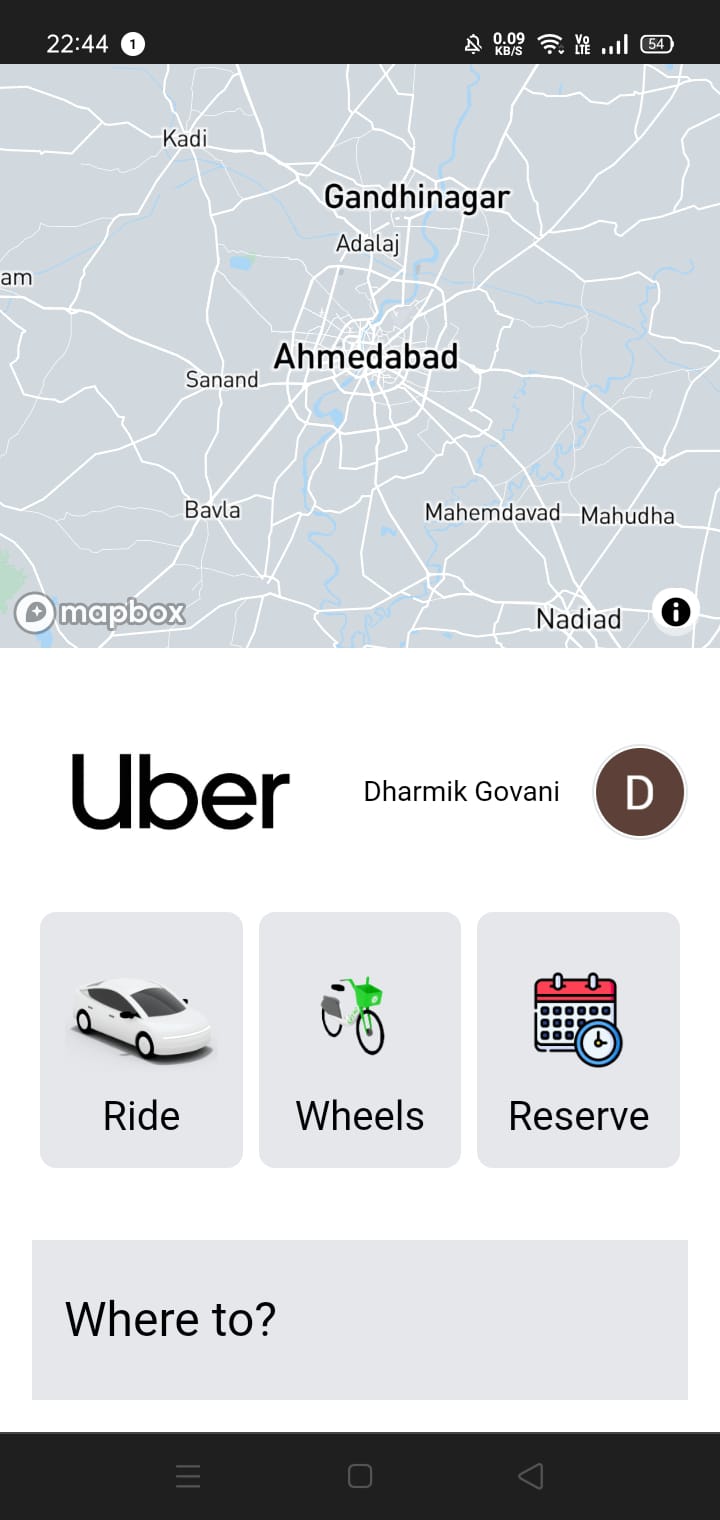 22:44 1 0.09 KB/S Vo LTE 54
Kadi
Gandhinagar
Adalaj
am
Ahmedabad
Sanand
Bavla
Mahemdavad Mahudha
mapbox
Nadiad
Uber Dharmik Govani D
Ride Wheels Reserve
Where to?